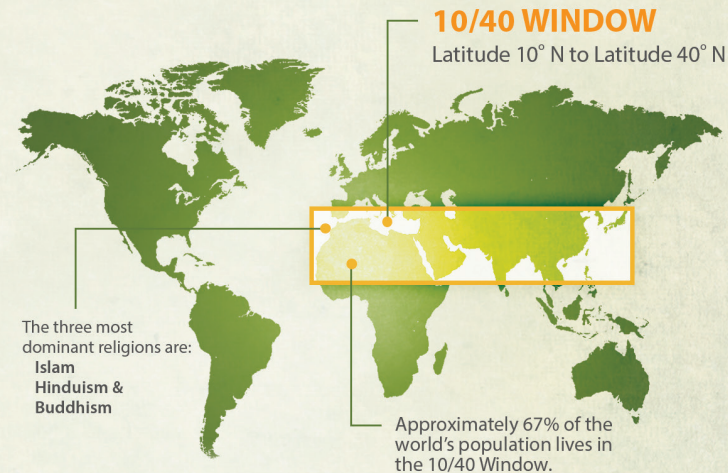 10/40 WINDOW
Latitude 10° N to Latitude 40° N
The three most
dominant religions are:
Islam
Hinduism &
Buddhism
Approximately 67% of the
world's population lives in
the 10/40 Window.